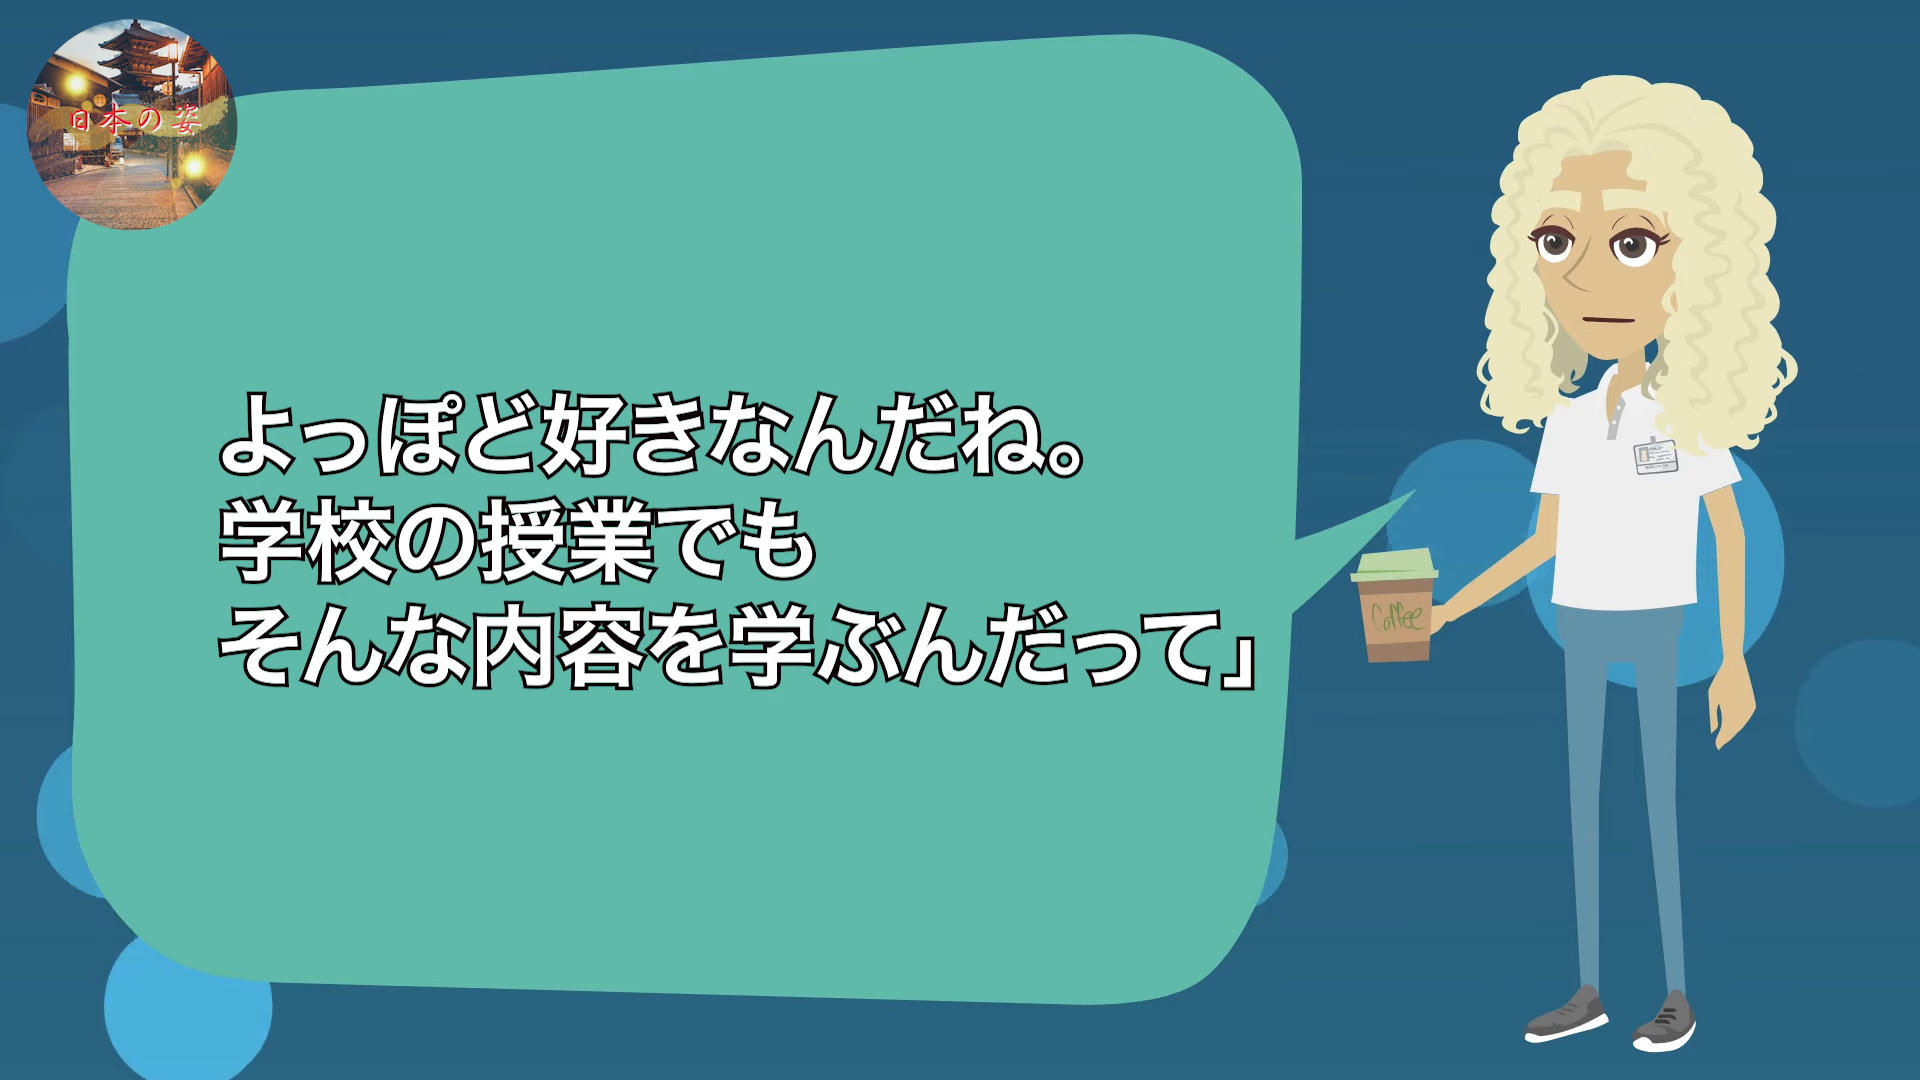 日本の姿
よっぽど好きなんだね。
学校の授業でも
そんな内容を学ぶんだって」
Coffee